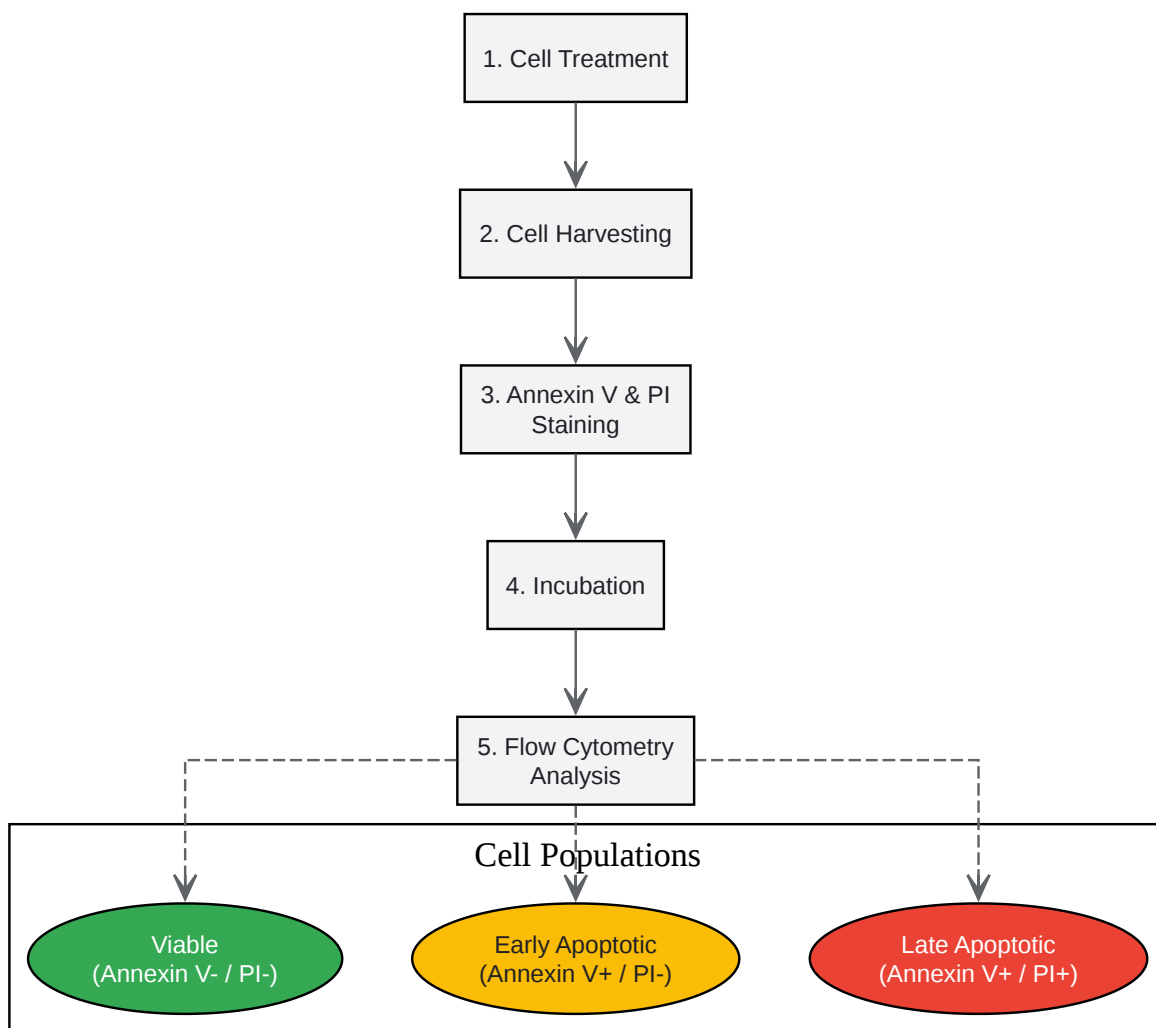 1. Cell Treatment
2. Cell Harvesting
3. Annexin V & PI
Staining
4. Incubation
5. Flow Cytometry
Analysis
Cell Populations
Viable
(Annexin V- / PI-)
Early Apoptotic
(Annexin V+ / PI-)
Late Apoptotic
(Annexin V+ / PI+)